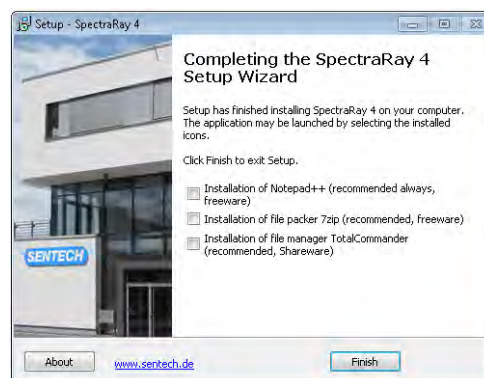 Setup - SpectraRay 4
Completing the SpectraRay 4
Setup Wizard
Setup has finished installing SpectraRay 4 on your computer.
The application may be launched by selecting the installed
icons.
Click Finish to exit Setup.
Installation of Notepad++ (recommended always,
freeware)
Installation of file packer 7zip (recommended, freeware)
Installation of file manager TotalCommander
(recommended, Shareware)
SENTECH
About
www.sentech.de
Finish